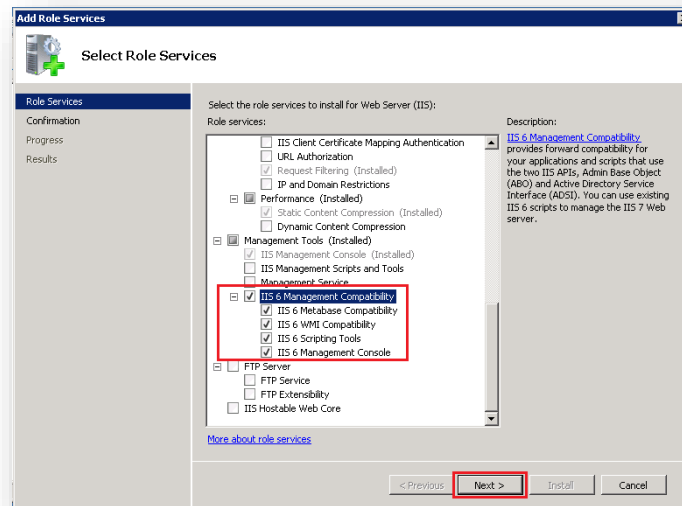 Add Role Services
Select Role Services
Role Services
Confirmation
Progress
Results
Select the role services to install for Web Server (IIS):
Role services:
IIS Client Certificate Mapping Authentication
URL Authorization
Request Filtering (Installed)
IP and Domain Restrictions
Performance (Installed)
Static Content Compression (Installed)
Dynamic Content Compression
Management Tools (Installed)
IIS Management Console (Installed)
IIS Management Scripts and Tools
Management Service
IIS 6 Management Compatibility
IIS 6 Metabase Compatibility
IIS 6 WMI Compatibility
IIS 6 Scripting Tools
IIS 6 Management Console
FTP Server
FTP Service
FTP Extensibility
IIS Hostable Web Core
More about role services
Description:
IIS 6 Management Compatibility
provides forward compatibility for
your applications and scripts that use
the two IIS APIs, Admin Base Object
(ABO) and Active Directory Service
Interface (ADSI). You can use existing
IIS 6 scripts to manage the IIS 7 Web
server.
< Previous
Next >
Install
Cancel